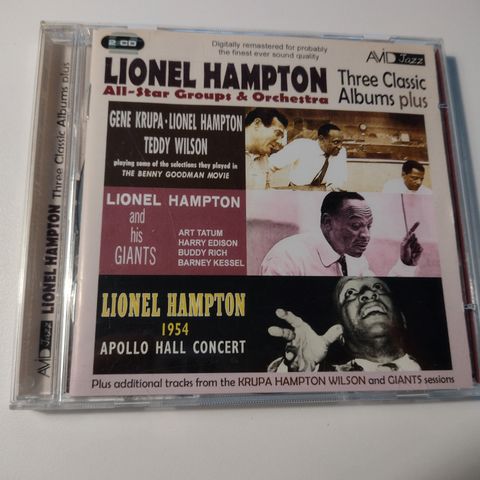 2 CD
Digitally remastered for probably
the finest ever sound quality
AVID Jazz
LIONEL HAMPTON
All-Star Groups & Orchestra
Three Classic
Albums plus
GENE KRUPA · LIONEL HAMPTON
TEDDY WILSON
playing some of the selections they played in
THE BENNY GOODMAN MOVIE
LIONEL HAMPTON
and
his
GIANTS
ART TATUM
HARRY EDISON
BUDDY RICH
BARNEY KESSEL
LIONEL HAMPTON
1954
APOLLO HALL CONCERT
Plus additional tracks from the KRUPA HAMPTON WILSON and GIANTS sessions
AVID Jazz LIONEL HAMPTON Three Classic Albums plus